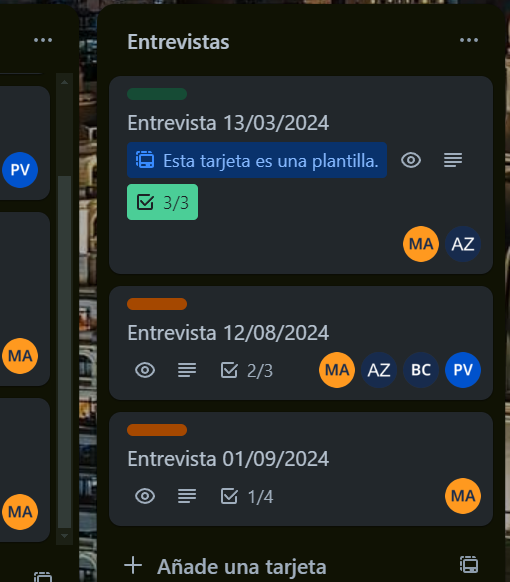 Entrevistas
PV
Entrevista 13/03/2024
Esta tarjeta es una plantilla.
3/3
MA AZ
Entrevista 12/08/2024
2/3 MA AZ BC PV
MA
Entrevista 01/09/2024
1/4 MA
MA
Añade una tarjeta